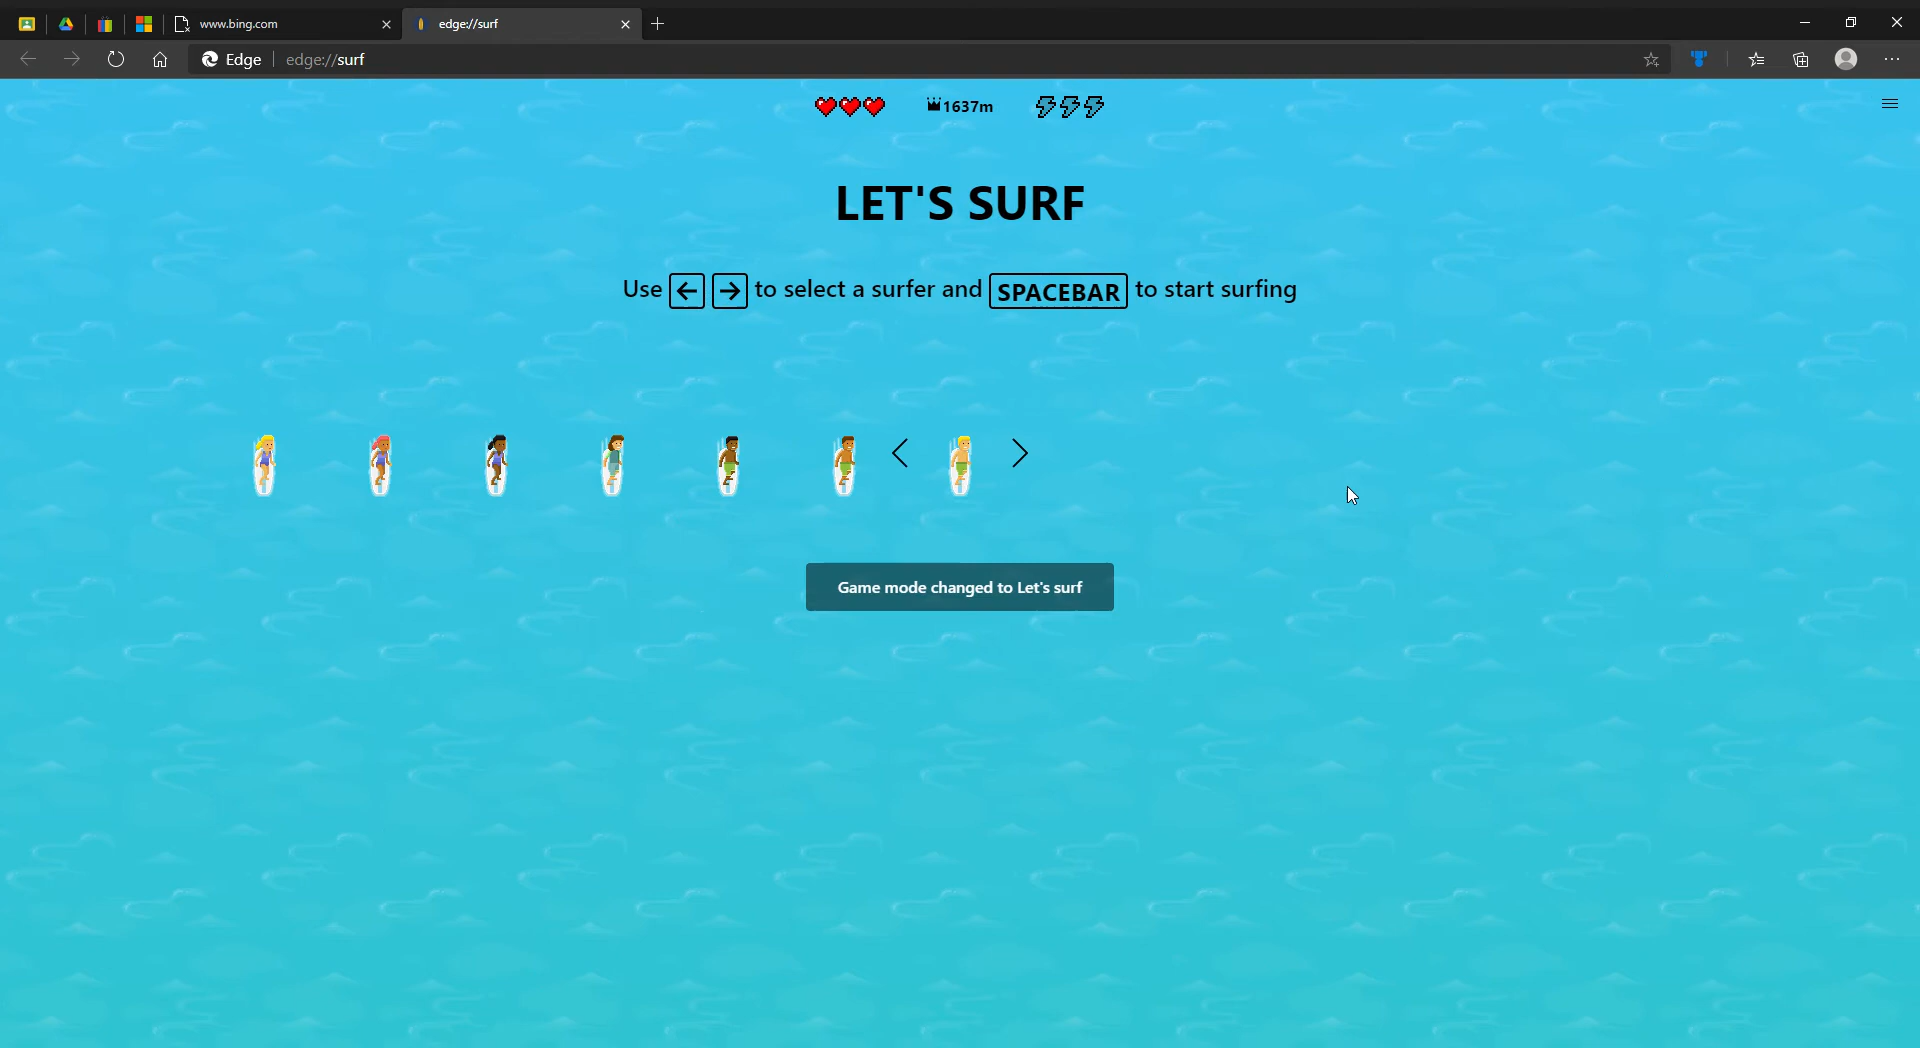 www.bing.com
edge://surf
Edge
edge://surf
1637m
LET'S SURF
Use ← → to select a surfer and SPACEBAR to start surfing
Game mode changed to Let's surf